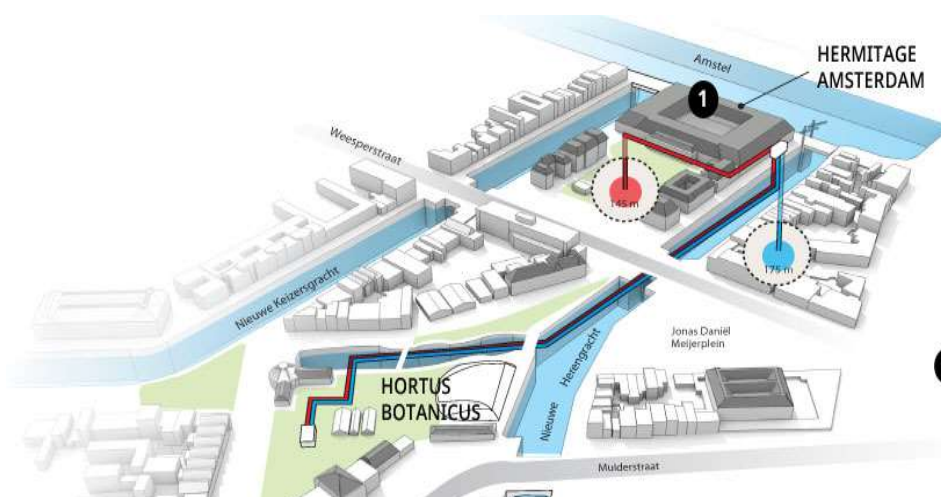 Amstel
HERMITAGE
AMSTERDAM
1
Weesperstraat
145 m
175 m
Nieuwe Keizersgracht
Jonas Daniël
Meijerplein
Nieuwe Herengracht
HORTUS
BOTANICUS
Mulderstraat